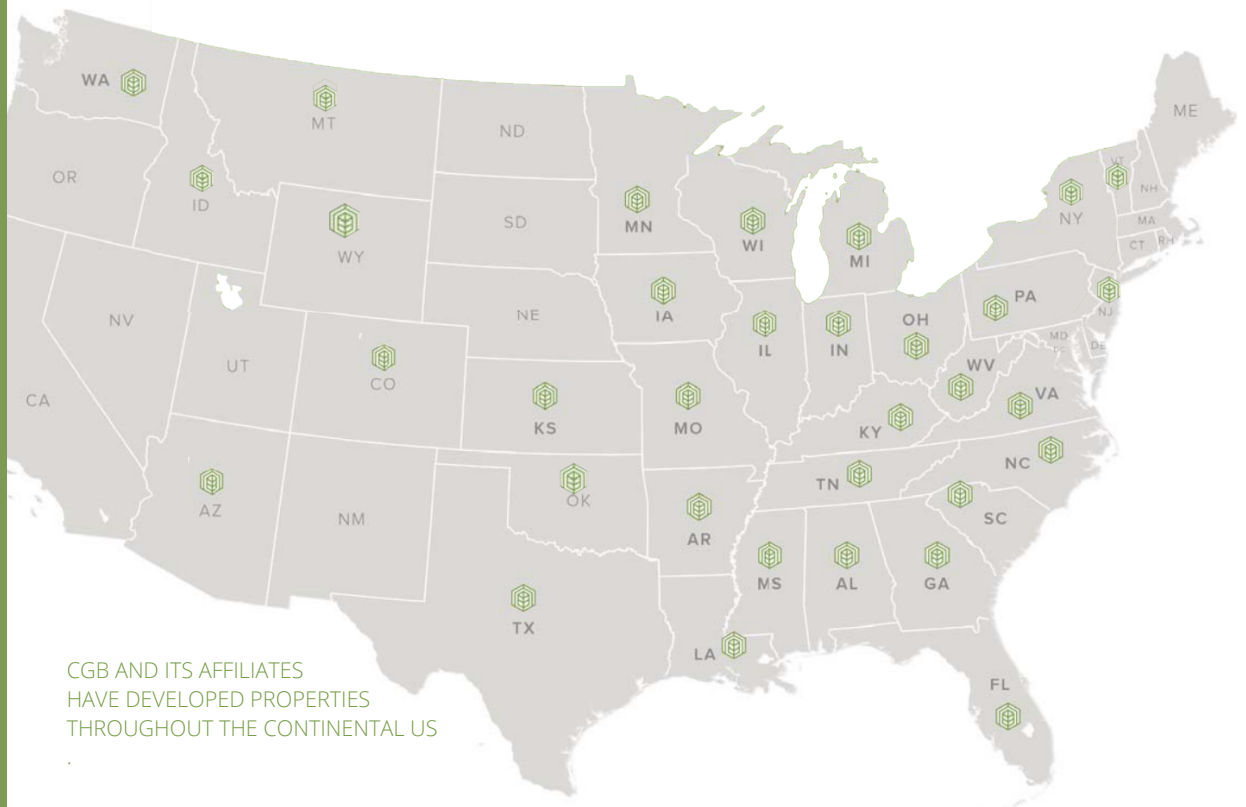 WA
MT
ND
ME
OR
ID
SD
MN
WI
MI
NY
VT
NH
MA
CT
RH
WY
NE
IA
PA
NJ
NV
UT
CO
IL
IN
OH
MD
DE
WV
VA
CA
KS
MO
KY
NC
AZ
NM
OK
AR
TN
SC
MS
AL
GA
TX
LA
FL
CGB AND ITS AFFILIATES
HAVE DEVELOPED PROPERTIES
THROUGHOUT THE CONTINENTAL US
.